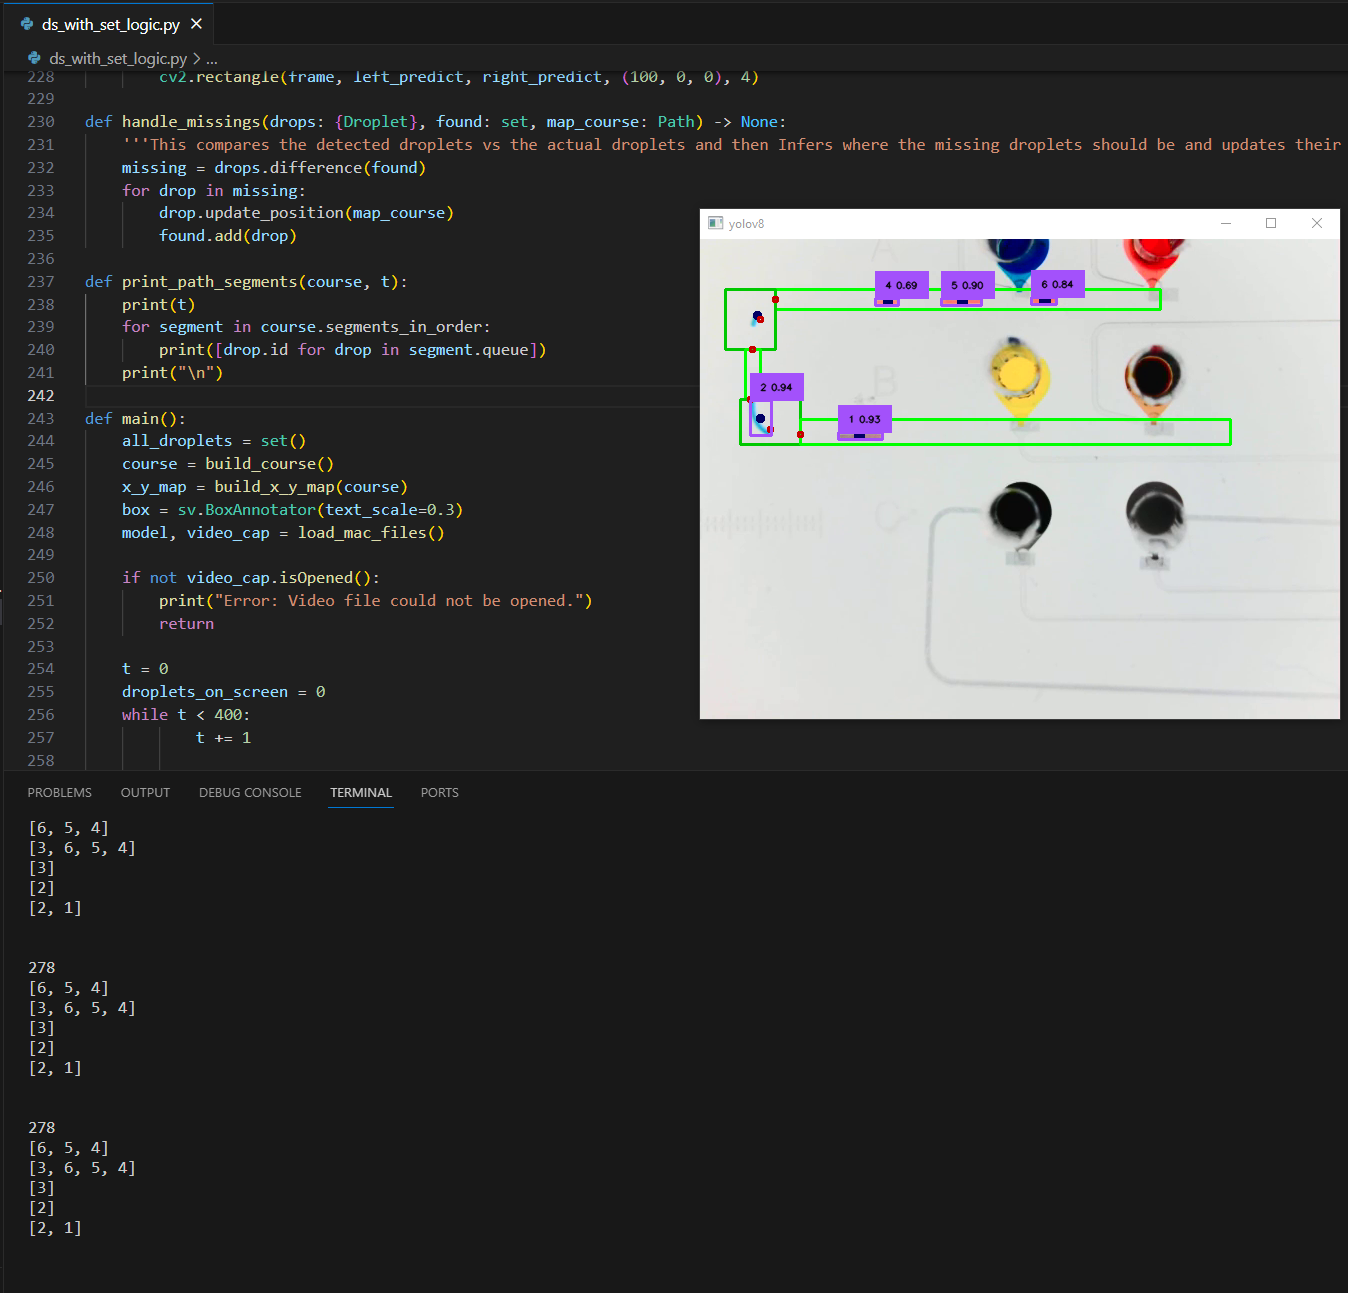 ds_with_set_logic.py ×
ds_with_set_logic.py > ...
228 cv2.rectangle(frame, left_predict, right_predict, (100, 0, 0), 4)
229
230 def handle_missings(drops: {Droplet}, found: set, map_course: Path) -> None:
231 '''This compares the detected droplets vs the actual droplets and then Infers where the missing droplets should be and updates their
232 missing = drops.difference(found)
233 for drop in missing:
234 drop.update_position(map_course)
235 found.add(drop)
236
237 def print_path_segments(course, t):
238 print(t)
239 for segment in course.segments_in_order:
240 print([drop.id for drop in segment.queue])
241 print("\n")
242
243 def main():
244 all_droplets = set()
245 course = build_course()
246 x_y_map = build_x_y_map(course)
247 box = sv.BoxAnnotator(text_scale=0.3)
248 model, video_cap = load_mac_files()
249
250 if not video_cap.isOpened():
251 print("Error: Video file could not be opened.")
252 return
253
254 t = 0
255 droplets_on_screen = 0
256 while t < 400:
257 t += 1
258
yolov8
A
4 0.69 5 0.90 6 0.84
2 0.94
B
1 0.93
C
PROBLEMS OUTPUT DEBUG CONSOLE TERMINAL PORTS
[6, 5, 4]
[3, 6, 5, 4]
[3]
[2]
[2, 1]
278
[6, 5, 4]
[3, 6, 5, 4]
[3]
[2]
[2, 1]
278
[6, 5, 4]
[3, 6, 5, 4]
[3]
[2]
[2, 1]